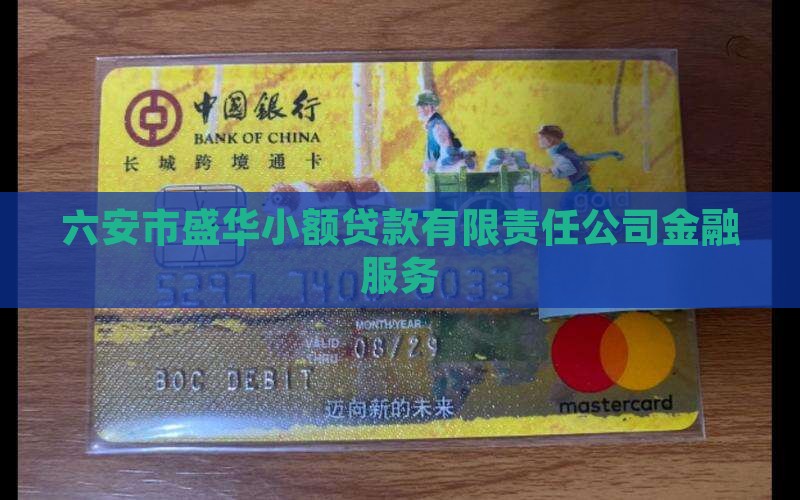 中国银行
BANK OF CHINA
长城跨境通卡
gold
六安市盛华小额贷款有限责任公司金融
服务
MONTH/YEAR
VALID
THRU
08/29
BOC DEBIT
迈向新的未来
mastercard